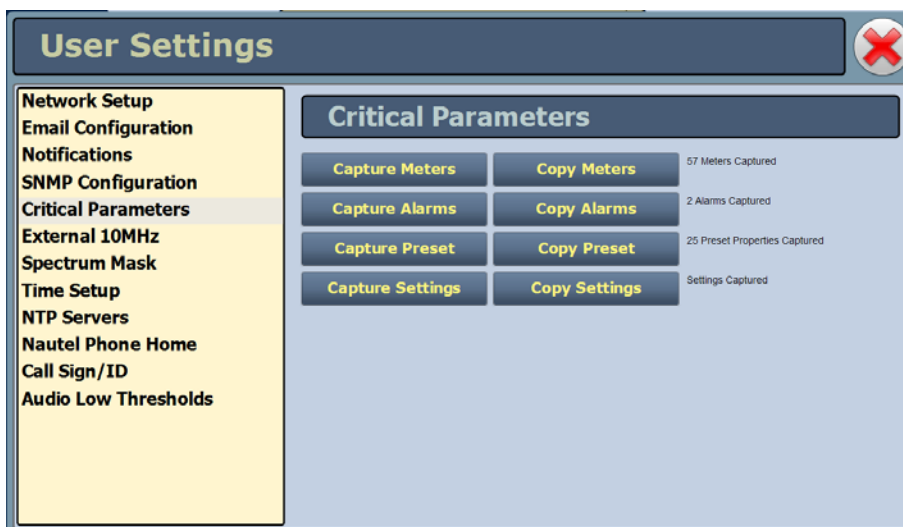 User Settings
Network Setup
Email Configuration
Notifications
SNMP Configuration
Critical Parameters
External 10MHz
Spectrum Mask
Time Setup
NTP Servers
Nautel Phone Home
Call Sign/ID
Audio Low Thresholds
Critical Parameters
Capture Meters Copy Meters 57 Meters Captured
Capture Alarms Copy Alarms 2 Alarms Captured
Capture Preset Copy Preset 25 Preset Properties Captured
Capture Settings Copy Settings Settings Captured